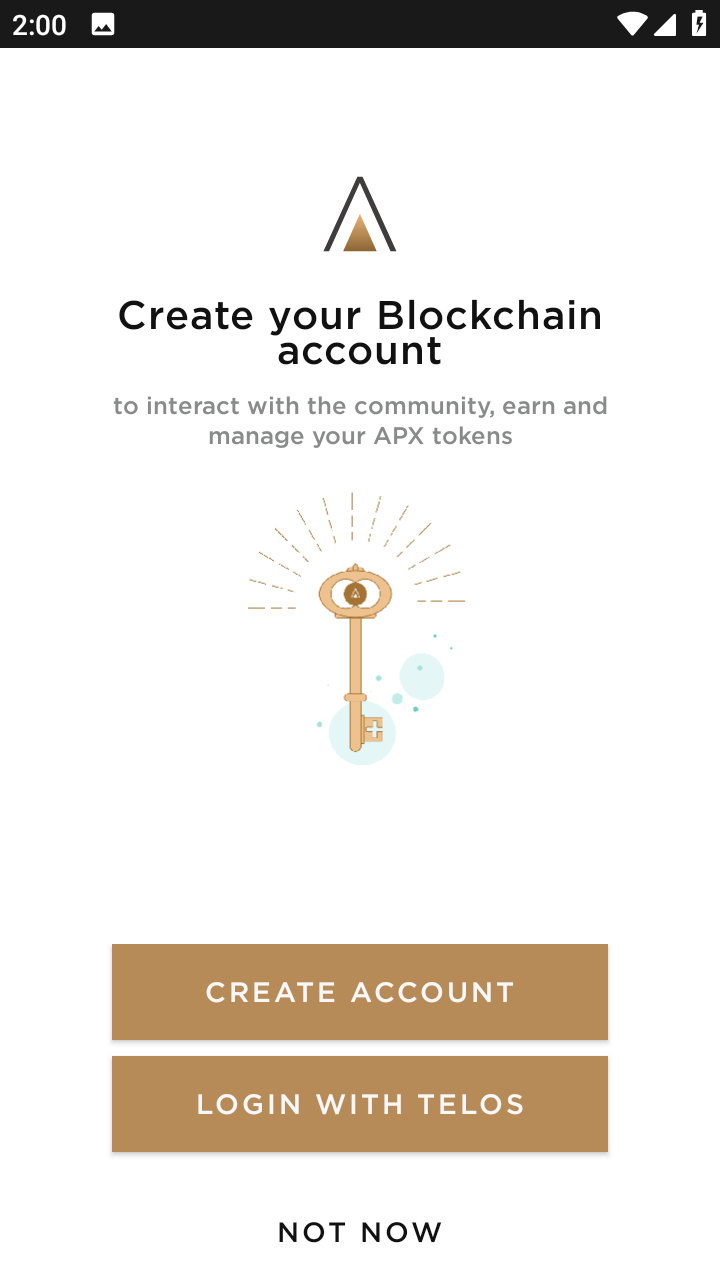 2:00
Create your Blockchain
account
to interact with the community, earn and
manage your APX tokens
CREATE ACCOUNT
LOGIN WITH TELOS
NOT NOW